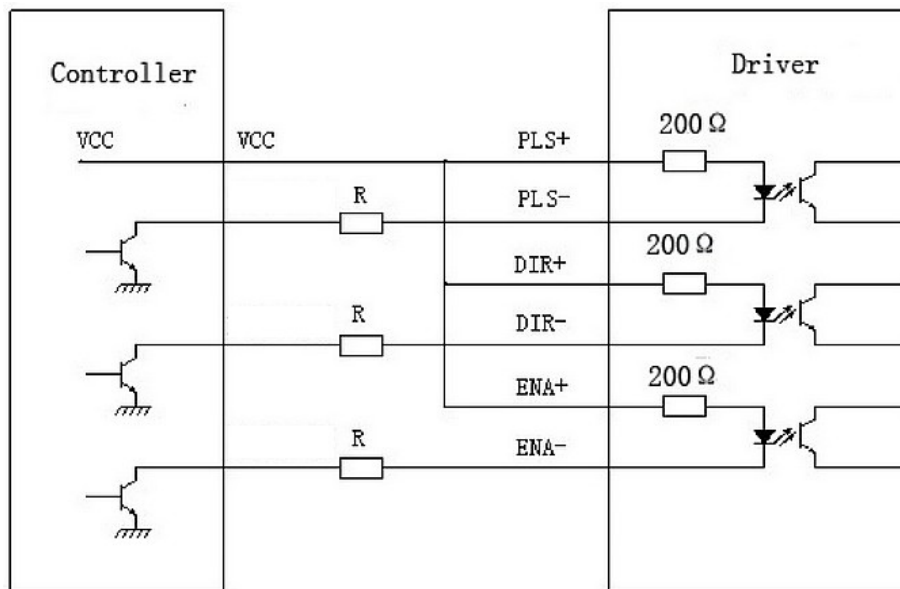 Controller
Driver
VCC
VCC
PLS+
200Ω
R
PLS-
DIR+
200Ω
R
DIR-
ENA+
200Ω
R
ENA-